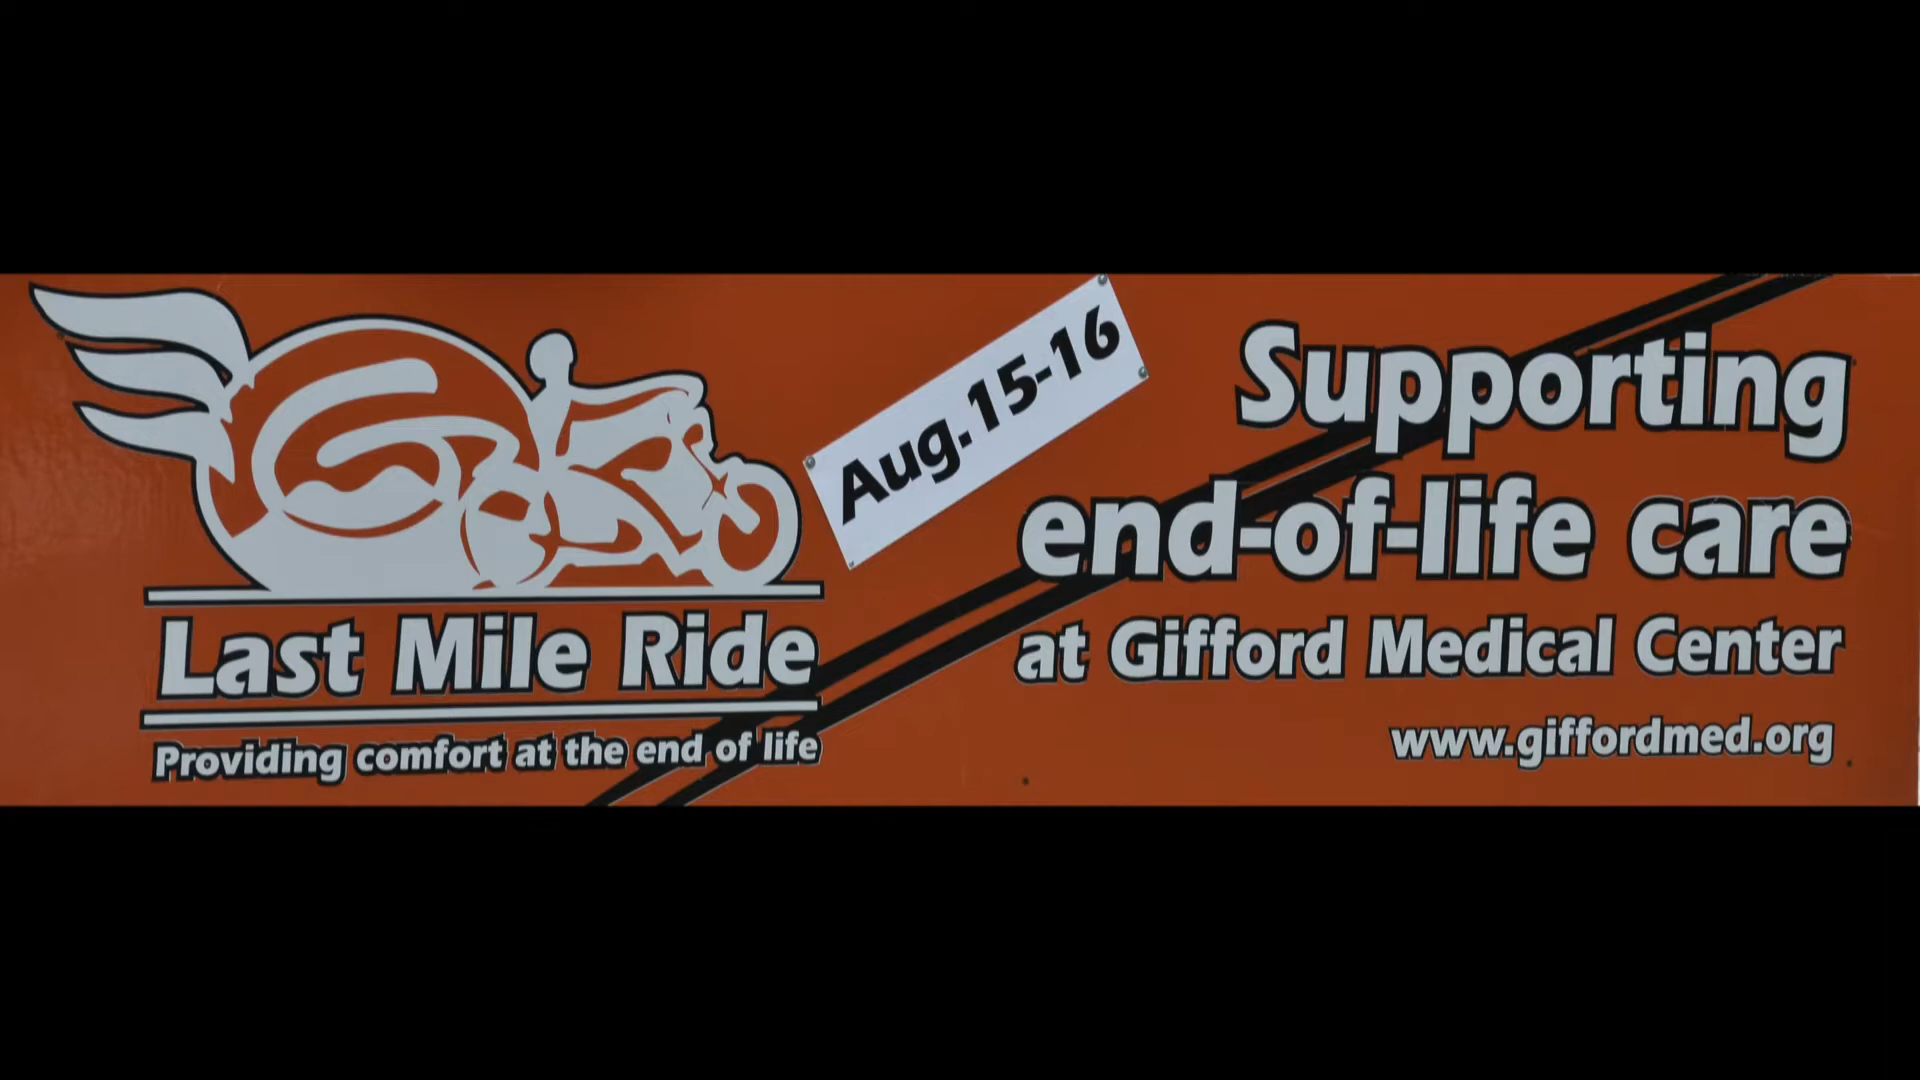 Last Mile Ride
Providing comfort at the end of life
Aug. 15-16
Supporting
end-of-life care
at Gifford Medical Center
www.giffordmed.org